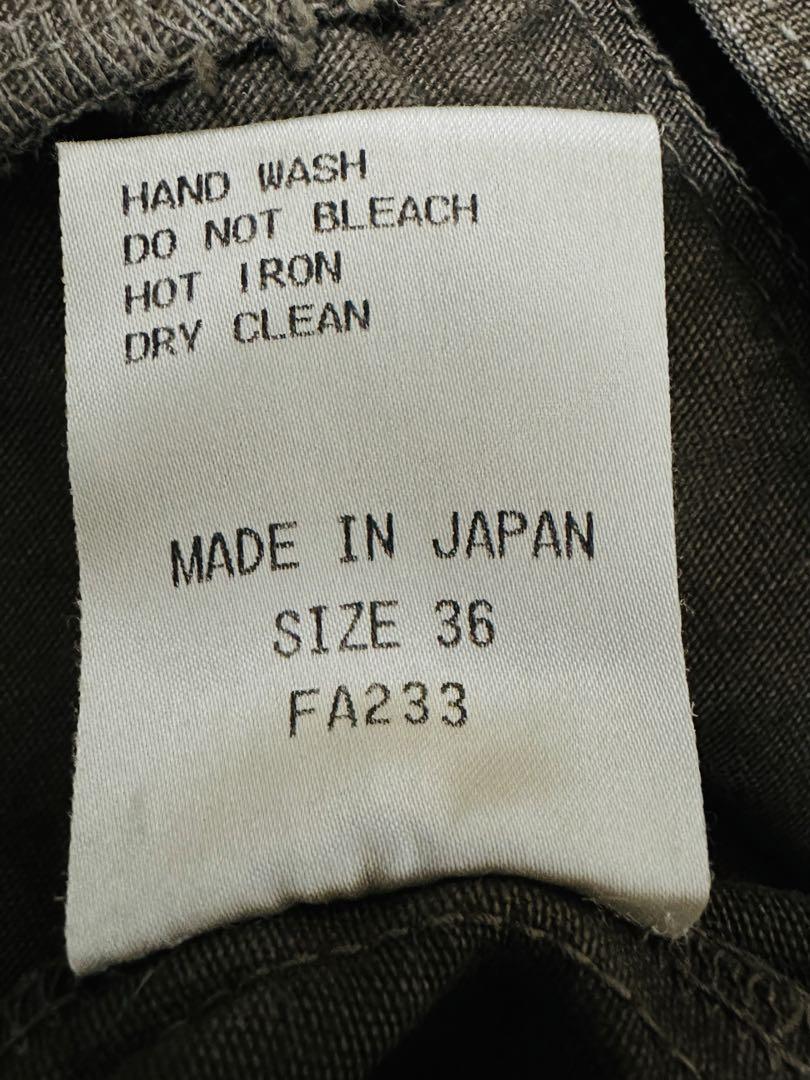 HAND WASH
DO NOT BLEACH
HOT IRON
DRY CLEAN
MADE IN JAPAN
SIZE 36
FA233